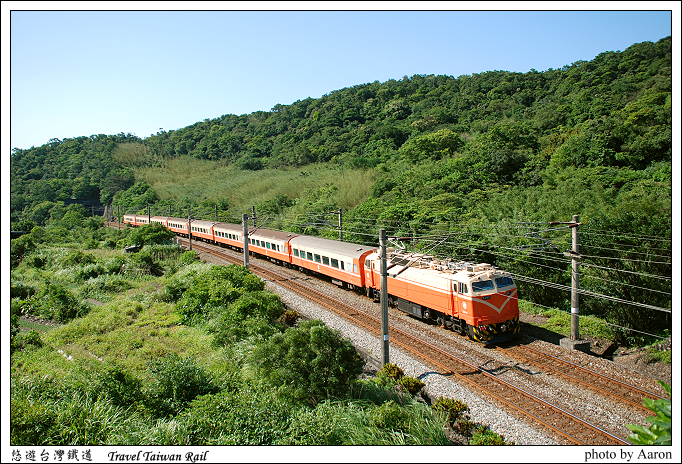 悠遊台灣鐵道 Travel Taiwan Rail photo by Aaron